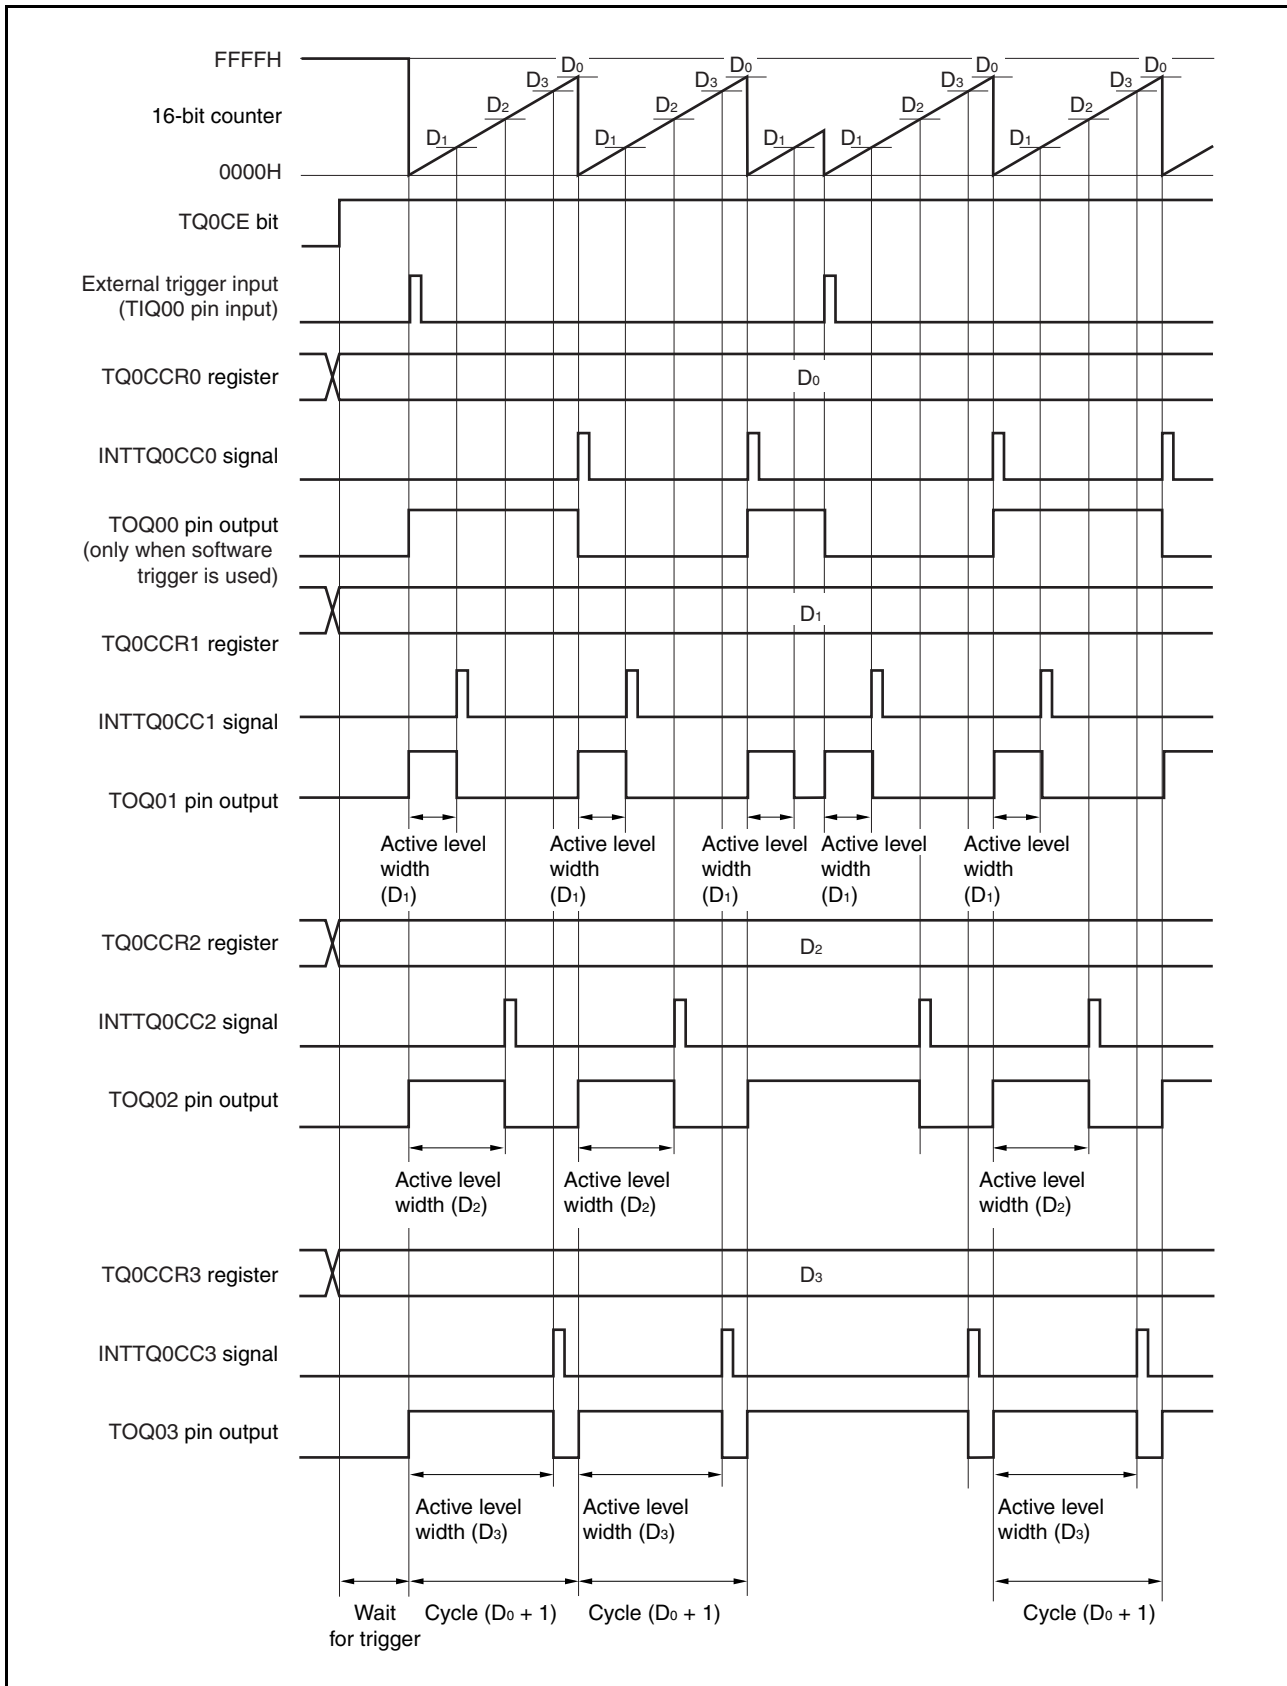 FFFFH
D0
D0
D0
D0
D3
D3
D3
D3
16-bit counter
D2
D2
D2
D2
D1
D1
D1
D1
D1
0000H
TQ0CE bit
External trigger input
(TIQ00 pin input)
TQ0CCR0 register
D0
INTTQ0CC0 signal
TOQ00 pin output
(only when software
trigger is used)
D1
TQ0CCR1 register
INTTQ0CC1 signal
TOQ01 pin output
Active level
width
(D1)
Active level
width
(D1)
Active level
width
(D1)
Active level
width
(D1)
Active level
width
(D1)
TQ0CCR2 register
D2
INTTQ0CC2 signal
TOQ02 pin output
Active level
width (D2)
Active level
width (D2)
Active level
width (D2)
TQ0CCR3 register
D3
INTTQ0CC3 signal
TOQ03 pin output
Active level
width (D3)
Active level
width (D3)
Active level
width (D3)
Wait
for trigger
Cycle (D0 + 1)
Cycle (D0 + 1)
Cycle (D0 + 1)